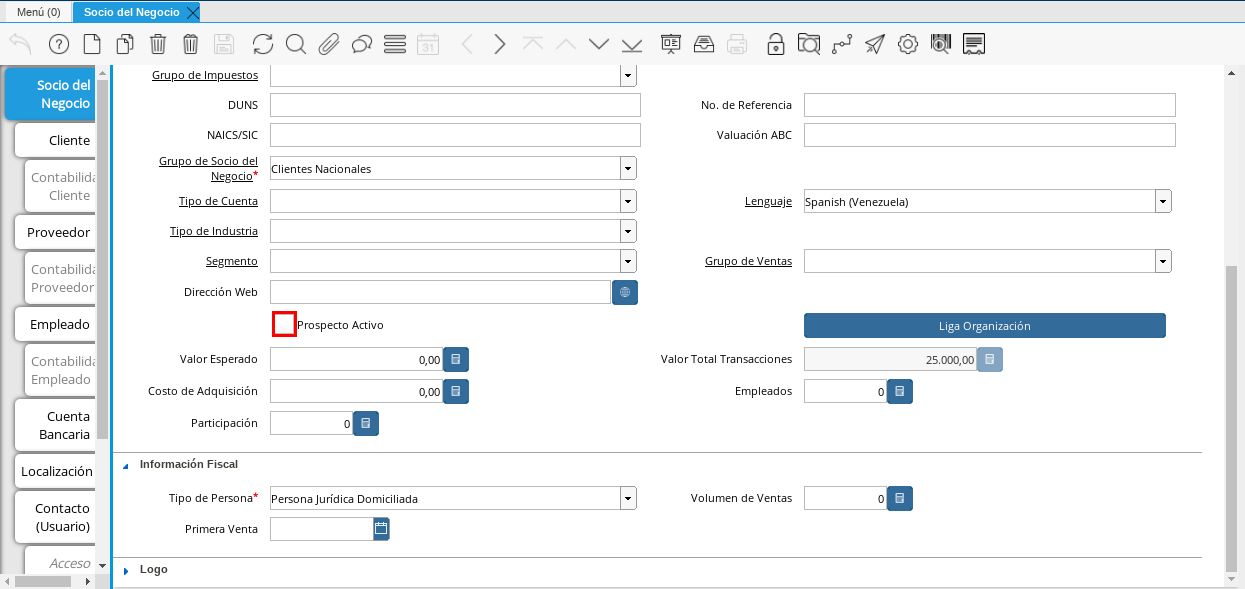 Menú (0)
Socio del Negocio
31
Socio del
Negocio
Cliente
Contabilida
Cliente
Proveedor
Contabilida
Proveedor
Empleado
Contabilida
Empleado
Cuenta
Bancaria
Localización
Contacto
(Usuario)
Acceso
Grupo de Impuestos
DUNS
No. de Referencia
NAICS/SIC
Valuación ABC
Grupo de Socio del
Negocio*
Clientes Nacionales
Tipo de Cuenta
Lenguaje
Spanish (Venezuela)
Tipo de Industria
Segmento
Grupo de Ventas
Dirección Web
Prospecto Activo
Liga Organización
Valor Esperado
0,00
Valor Total Transacciones
25.000,00
Costo de Adquisición
0,00
Empleados
0
Participación
0
Información Fiscal
Tipo de Persona*
Persona Jurídica Domiciliada
Volumen de Ventas
0
Primera Venta
Logo